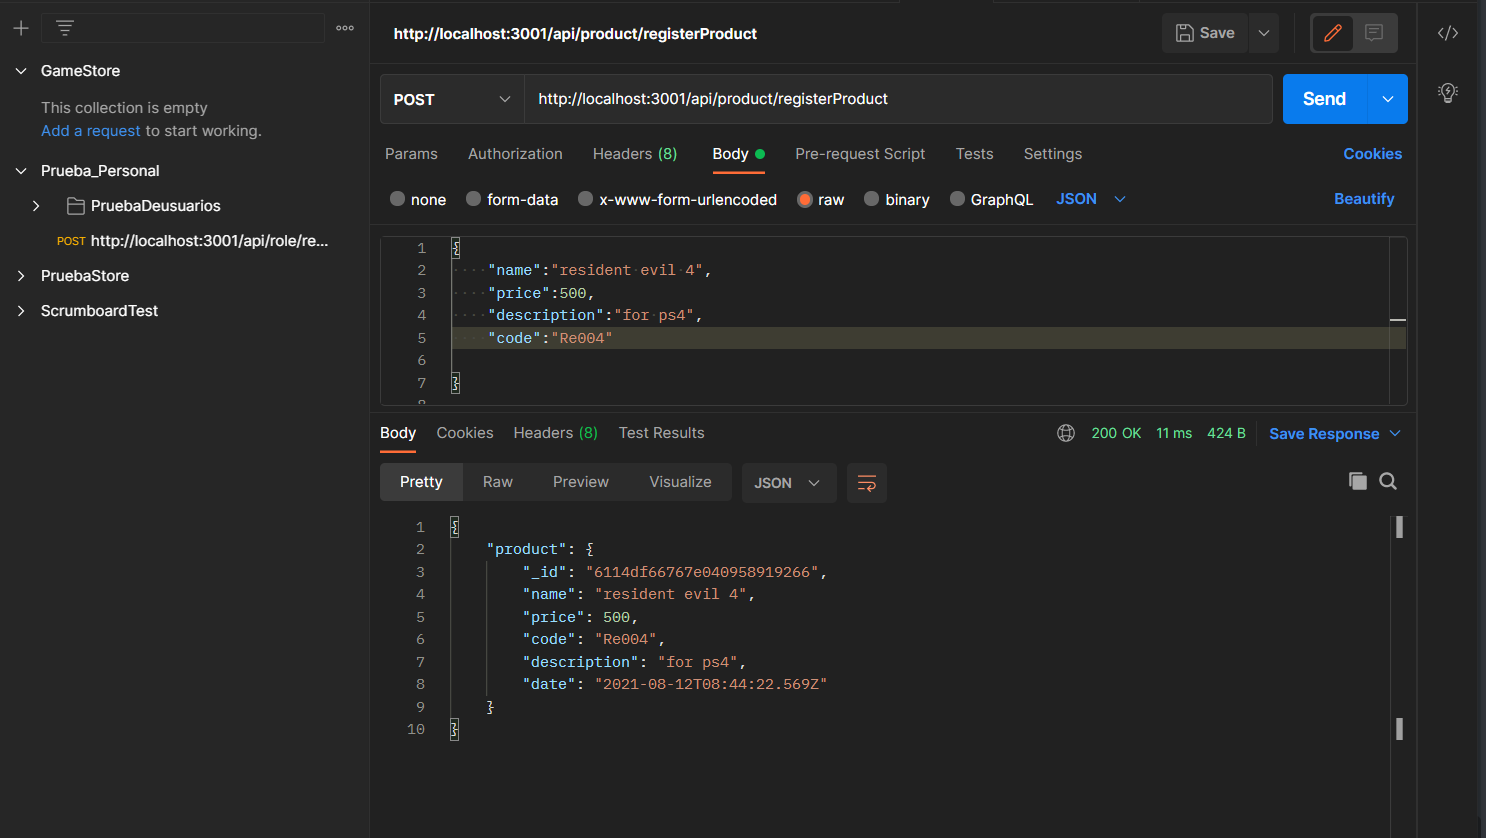 GameStore
This collection is empty
Add a request to start working.
Prueba_Personal
PruebaDeusuarios
POST http://localhost:3001/api/role/re...
PruebaStore
ScrumboardTest
http://localhost:3001/api/product/registerProduct
Save
POST
http://localhost:3001/api/product/registerProduct
Send
Params Authorization Headers (8) Body Pre-request Script Tests Settings Cookies
none form-data x-www-form-urlencoded raw binary GraphQL JSON Beautify
1 {
2 "name":"resident evil 4",
3 "price":500,
4 "description":"for ps4",
5 "code":"Re004"
6
7 }
8
Body Cookies Headers (8) Test Results 200 OK 11 ms 424 B Save Response
Pretty Raw Preview Visualize JSON
1 {
2 "product": {
3 "_id": "6114df66767e040958919266",
4 "name": "resident evil 4",
5 "price": 500,
6 "code": "Re004",
7 "description": "for ps4",
8 "date": "2021-08-12T08:44:22.569Z"
9 }
10 }